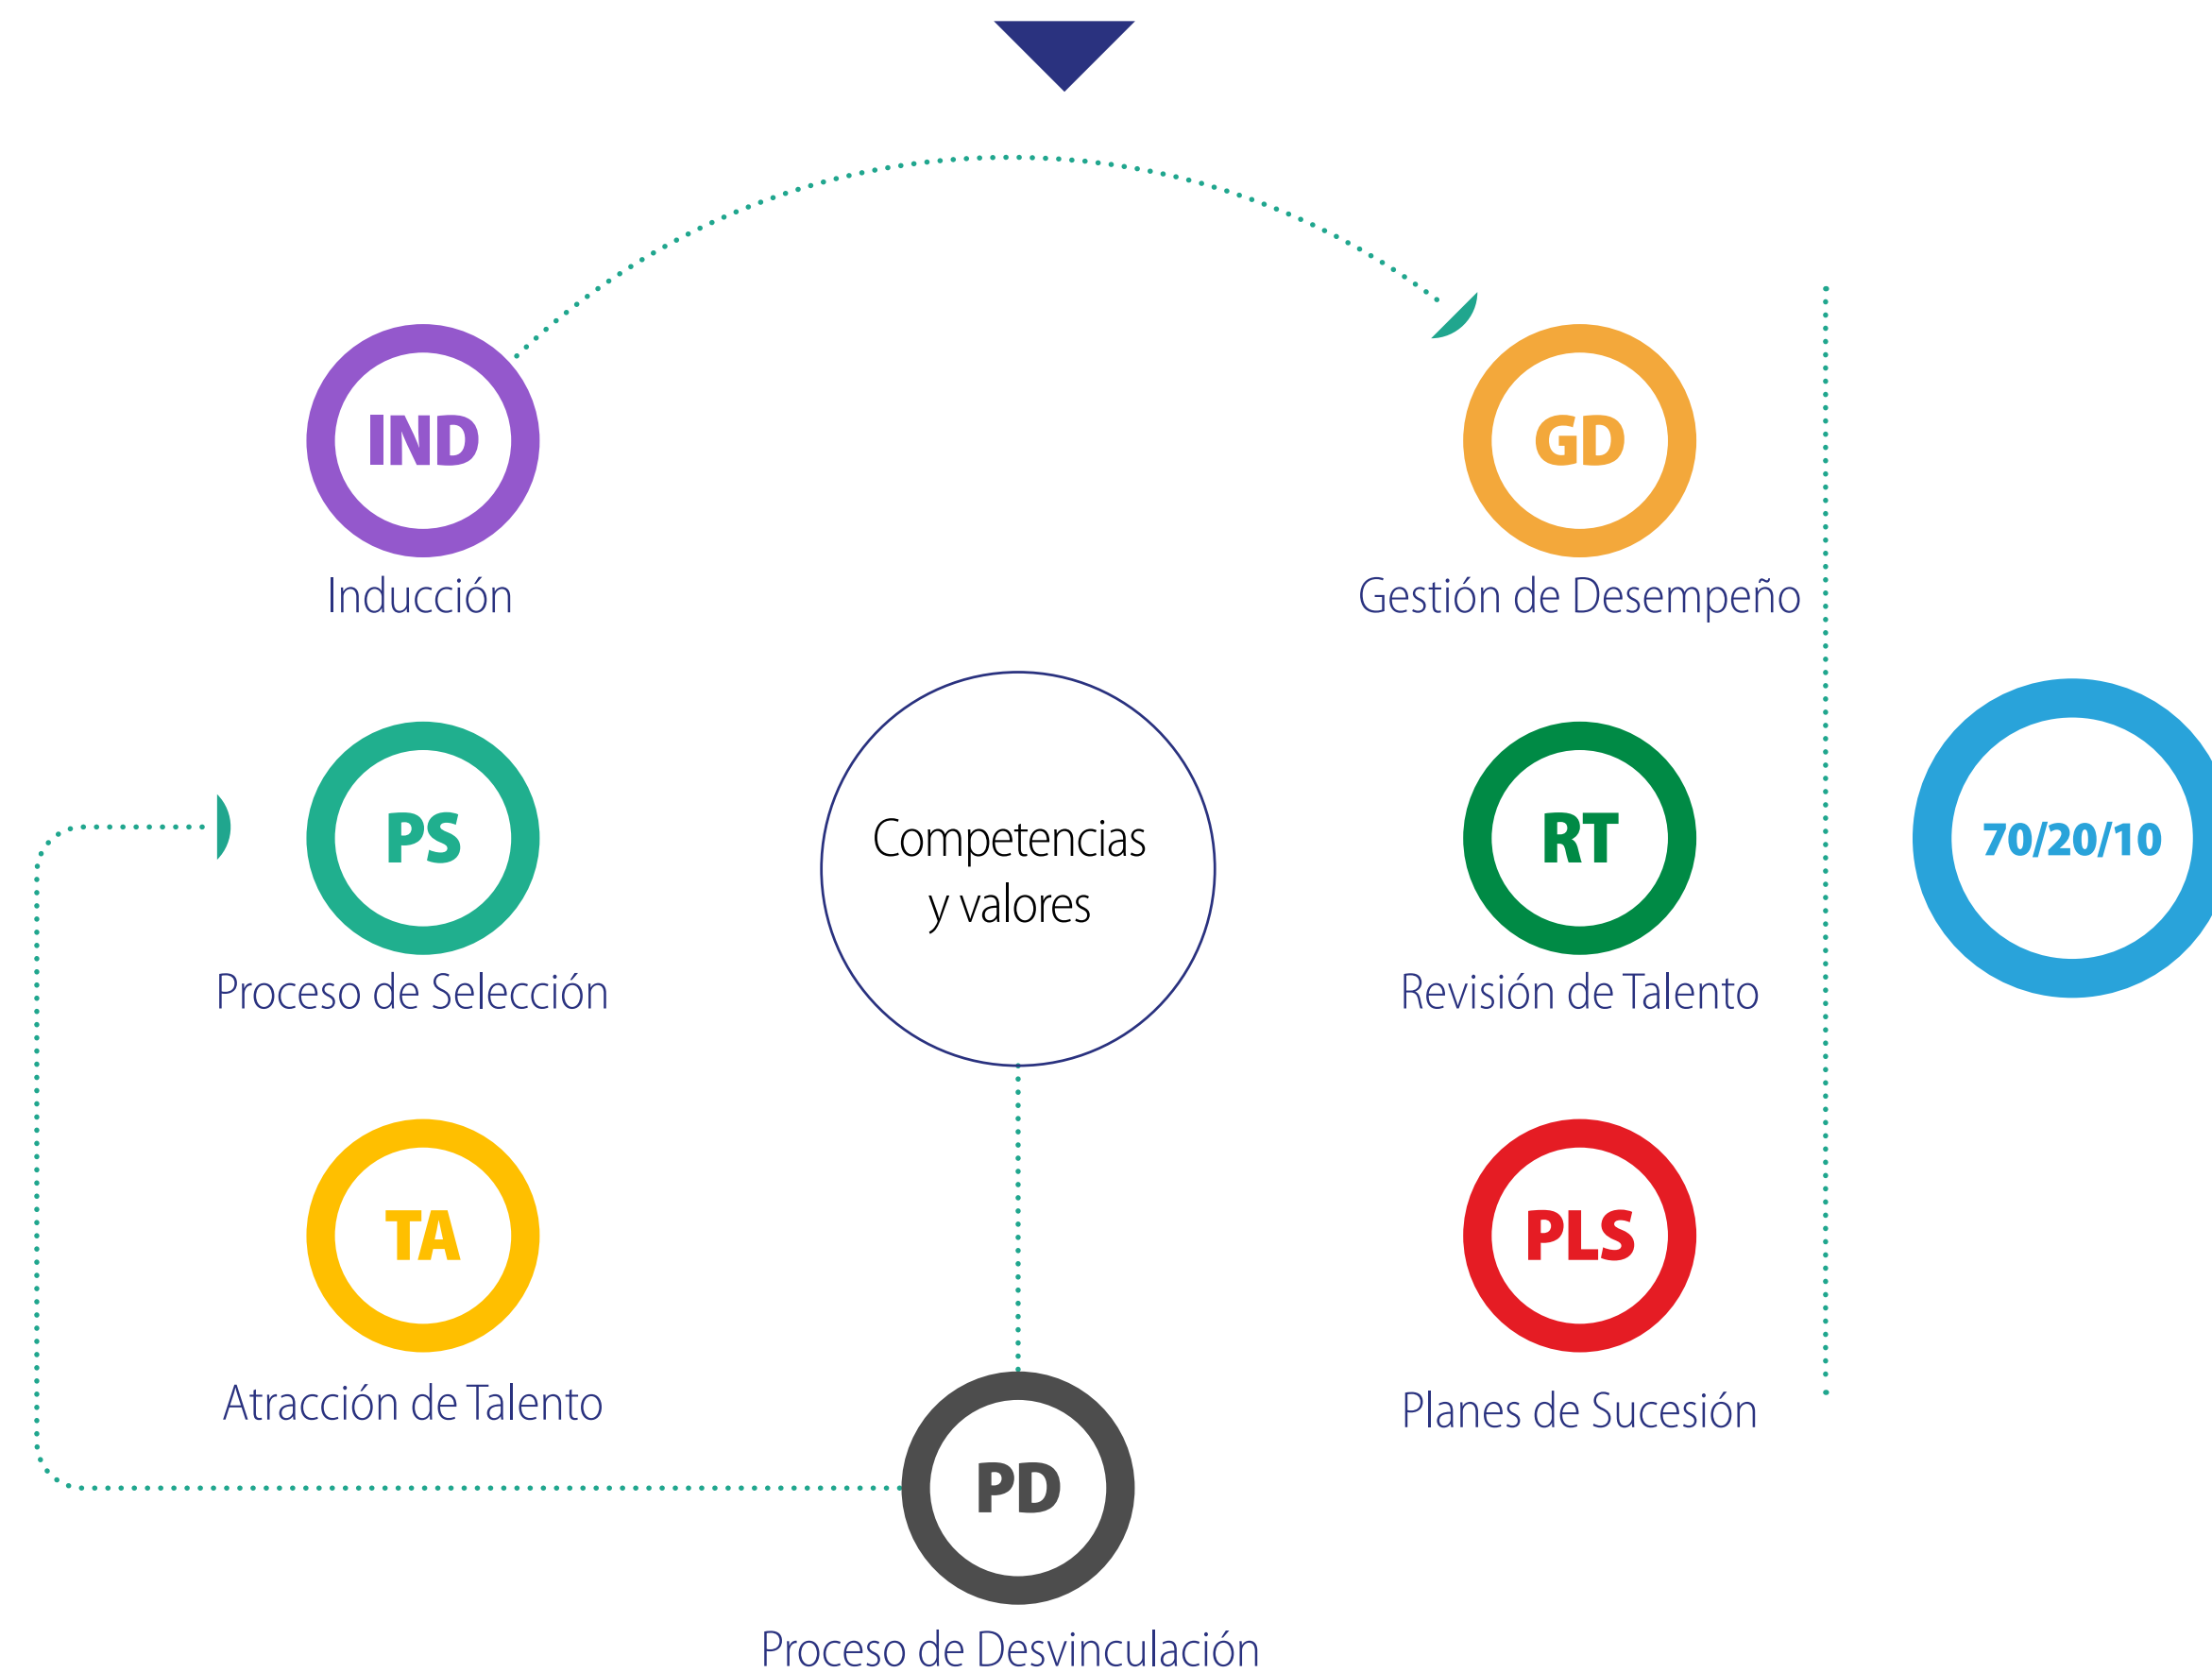 IND
Inducción
GD
Gestión de Desempeño
PS
Proceso de Selección
Competencias
y valores
RT
Revisión de Talento
70/20/10
TA
Atracción de Talento
PLS
Planes de Sucesión
PD
Proceso de Desvinculación